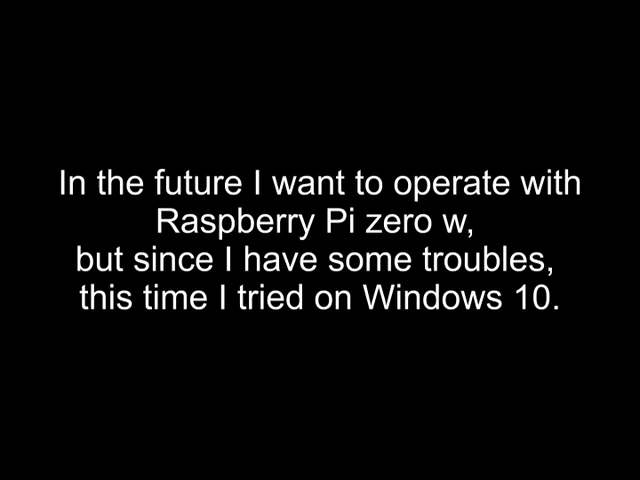 In the future I want to operate with
Raspberry Pi zero w,
but since I have some troubles,
this time I tried on Windows 10.